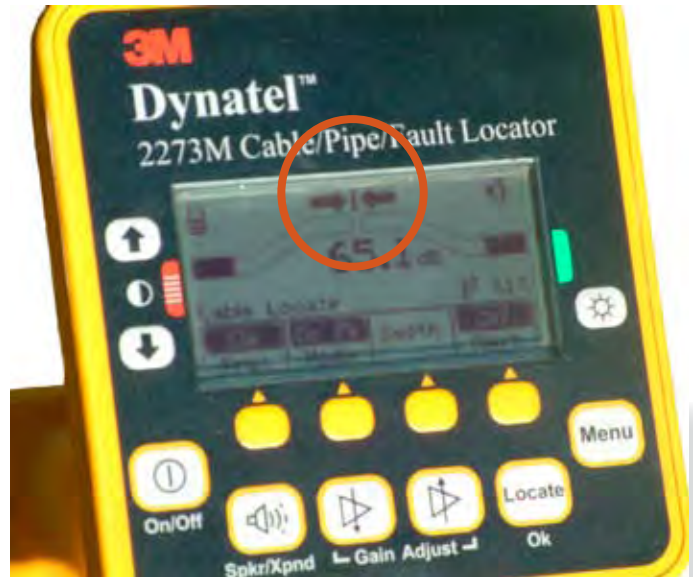 3M
Dynatel™
2273M Cable/Pipe/Fault Locator
65.1 dB
Cable Locate
Depth
Menu
On/Off
Locate
Spkr/Xpnd
Gain Adjust
Ok